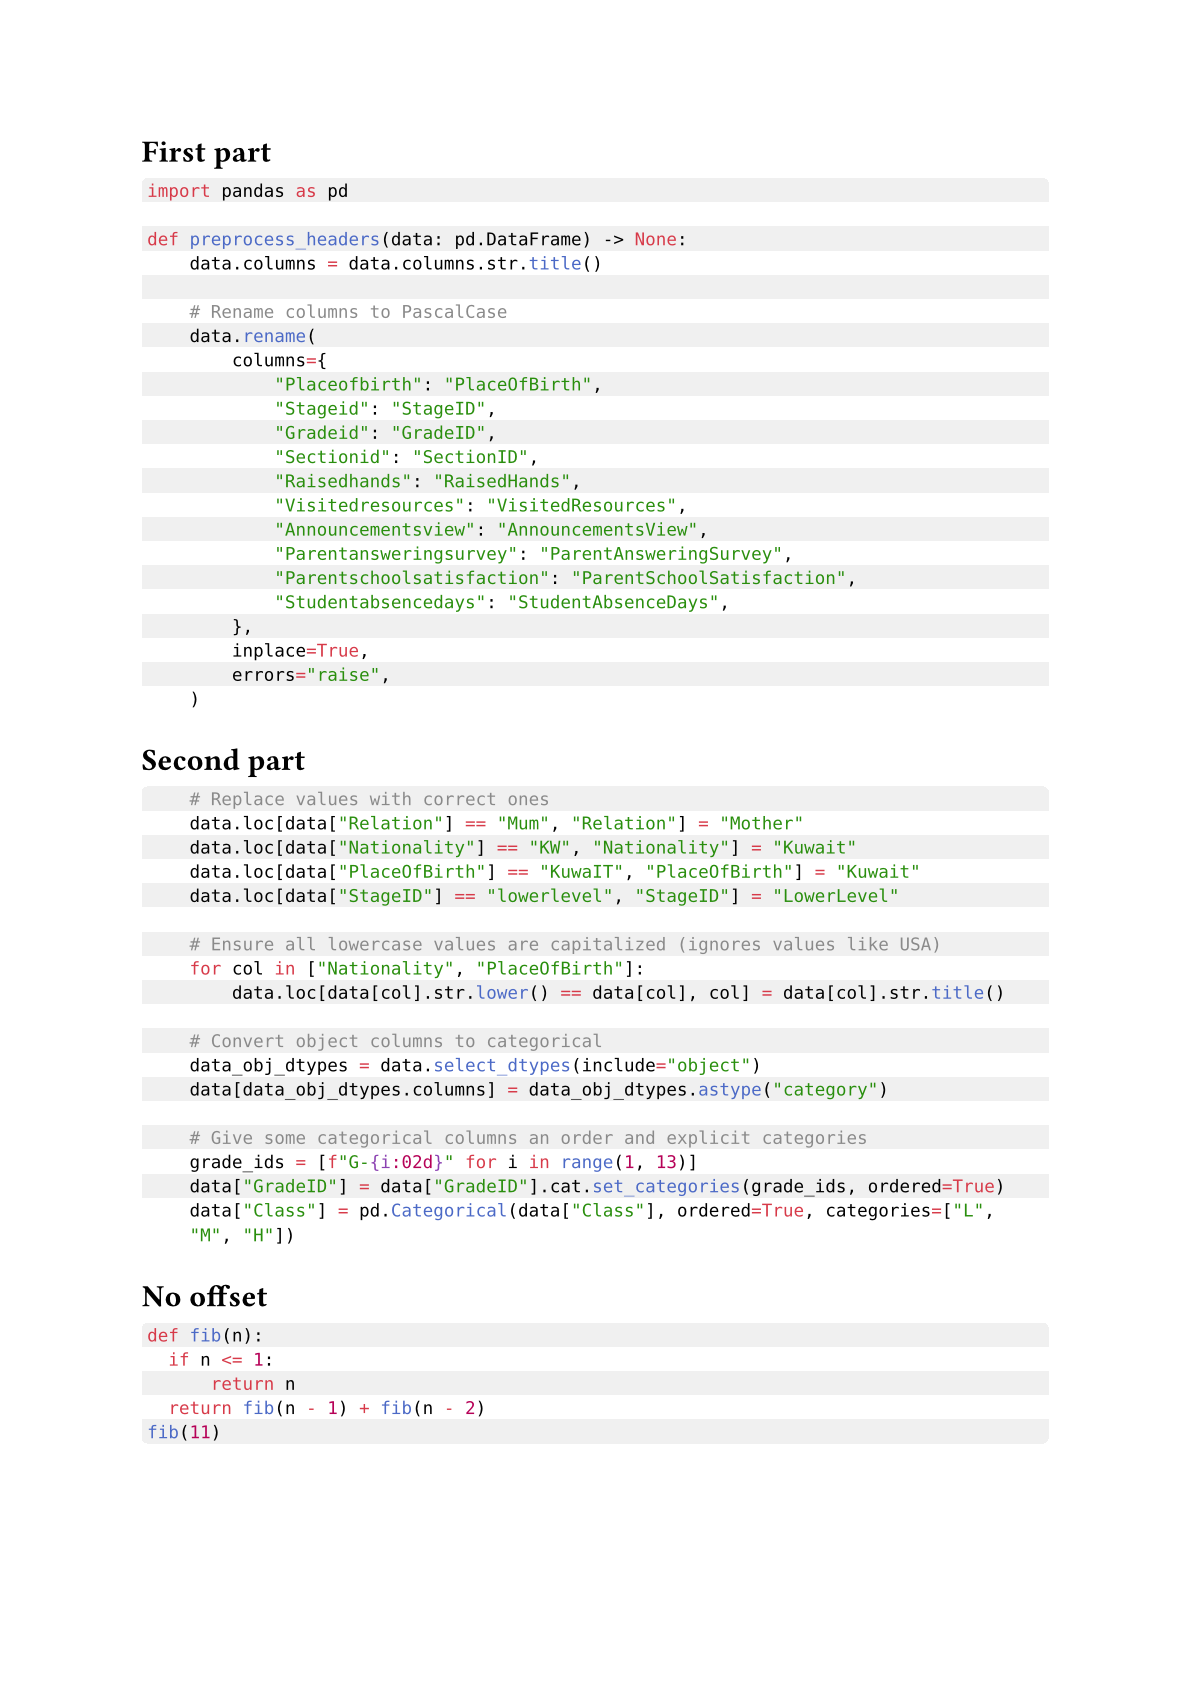 First part
import pandas as pd

def preprocess_headers(data: pd.DataFrame) -> None:
    data.columns = data.columns.str.title()

    # Rename columns to PascalCase
    data.rename(
        columns={
            "Placeofbirth": "PlaceOfBirth",
            "Stageid": "StageID",
            "Gradeid": "GradeID",
            "Sectionid": "SectionID",
            "Raisedhands": "RaisedHands",
            "Visitedresources": "VisitedResources",
            "Announcementsview": "AnnouncementsView",
            "Parentansweringsurvey": "ParentAnsweringSurvey",
            "Parentschoolsatisfaction": "ParentSchoolSatisfaction",
            "Studentabsencedays": "StudentAbsenceDays",
        },
        inplace=True,
        errors="raise",
    )

Second part
    # Replace values with correct ones
    data.loc[data["Relation"] == "Mum", "Relation"] = "Mother"
    data.loc[data["Nationality"] == "KW", "Nationality"] = "Kuwait"
    data.loc[data["PlaceOfBirth"] == "KuwaIT", "PlaceOfBirth"] = "Kuwait"
    data.loc[data["StageID"] == "lowerlevel", "StageID"] = "LowerLevel"

    # Ensure all lowercase values are capitalized (ignores values like USA)
    for col in ["Nationality", "PlaceOfBirth"]:
        data.loc[data[col].str.lower() == data[col], col] = data[col].str.title()

    # Convert object columns to categorical
    data_obj_dtypes = data.select_dtypes(include="object")
    data[data_obj_dtypes.columns] = data_obj_dtypes.astype("category")

    # Give some categorical columns an order and explicit categories
    grade_ids = [f"G-{i:02d}" for i in range(1, 13)]
    data["GradeID"] = data["GradeID"].cat.set_categories(grade_ids, ordered=True)
    data["Class"] = pd.Categorical(data["Class"], ordered=True, categories=["L",
    "M", "H"])

No offset
def fib(n):
  if n <= 1:
      return n
  return fib(n - 1) + fib(n - 2)
fib(11)